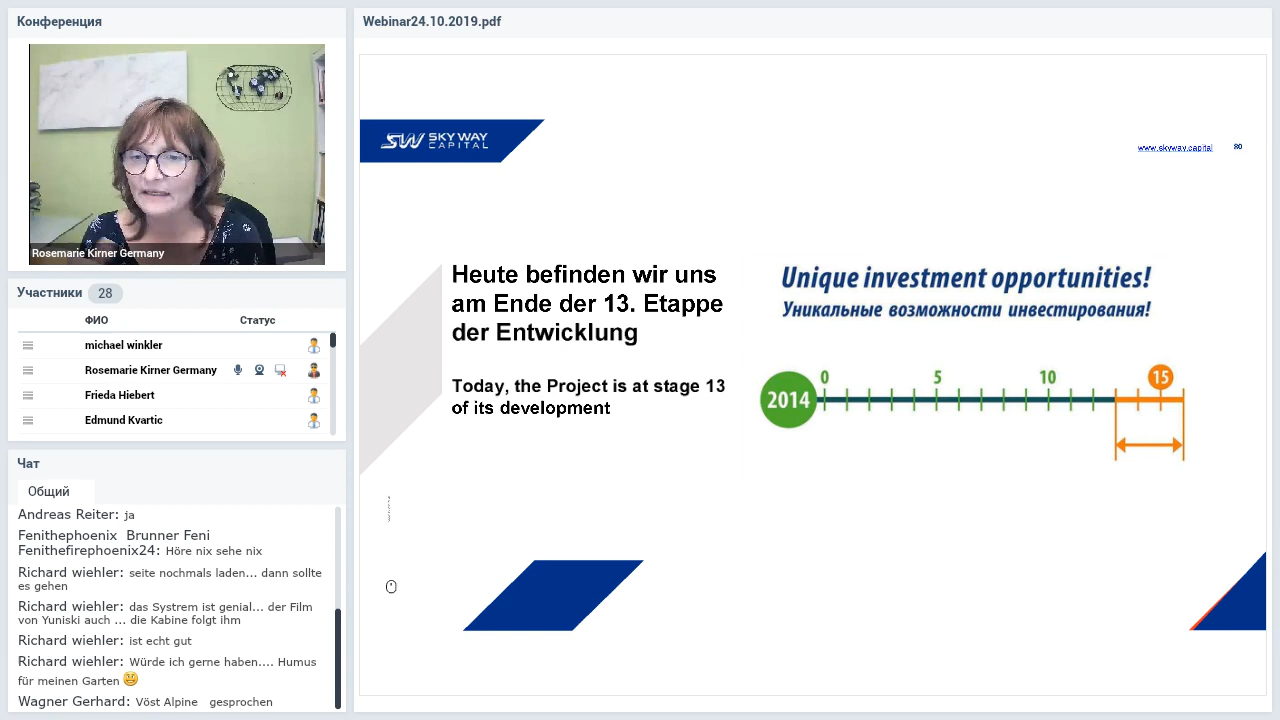 Конференция
Rosemarie Kirner Germany
Участники 28
ФИО Статус
michael winkler
Rosemarie Kirner Germany
Frieda Hiebert
Edmund Kvartic
Чат
Общий
Andreas Reiter: ja
Fenithephoenix Brunner Feni
Fenithefirephoenix24: Höre nix sehe nix
Richard wiehler: seite nochmals laden... dann sollte
es gehen
Richard wiehler: das Systrem ist genial... der Film
von Yuniski auch ... die Kabine folgt ihm
Richard wiehler: ist echt gut
Richard wiehler: Würde ich gerne haben.... Humus
für meinen Garten
Wagner Gerhard: Vöst Alpine gesprochen
Webinar24.10.2019.pdf
SW SKY WAY
CAPITAL
www.skyway.capital 80
Heute befinden wir uns
am Ende der 13. Etappe
der Entwicklung
Today, the Project is at stage 13
of its development
Unique investment opportunities!
Уникальные возможности инвестирования!
2014 0 5 10 15